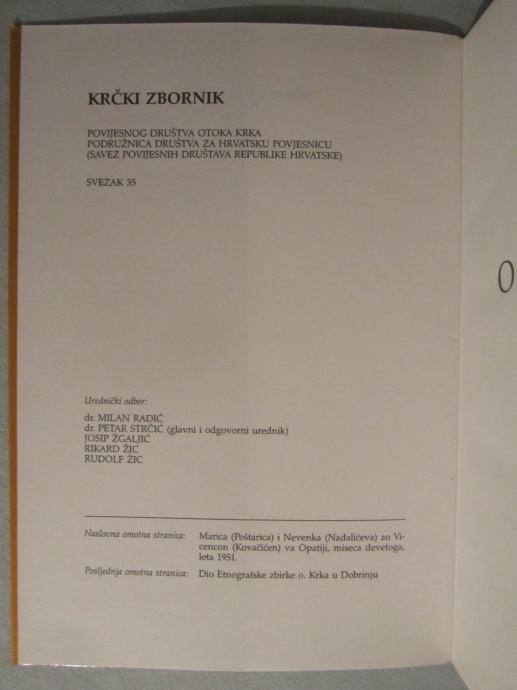 KRČKI ZBORNIK
POVIJESNOG DRUŠTVA OTOKA KRKA
PODRUŽNICA DRUŠTVA ZA HRVATSKU POVJESNICU
(SAVEZ POVIJESNIH DRUŠTAVA REPUBLIKE HRVATSKE)
SVEZAK 35
Urednički odbor:
dr. MILAN RADIĆ
dr. PETAR STRČIĆ (glavni i odgovorni urednik)
JOSIP ŽGALJIĆ
RIKARD ŽIC
RUDOLF ŽIC
Naslovna omotna stranica: Marica (Poštarica) i Nevenka (Nadalićeva) zo Vi-
cencon (Kovačićen) va Opatiji, miseca devetoga,
leta 1951.
Posljednja omotna stranica: Dio Etnografske zbirke o. Krka u Dobrinju
O